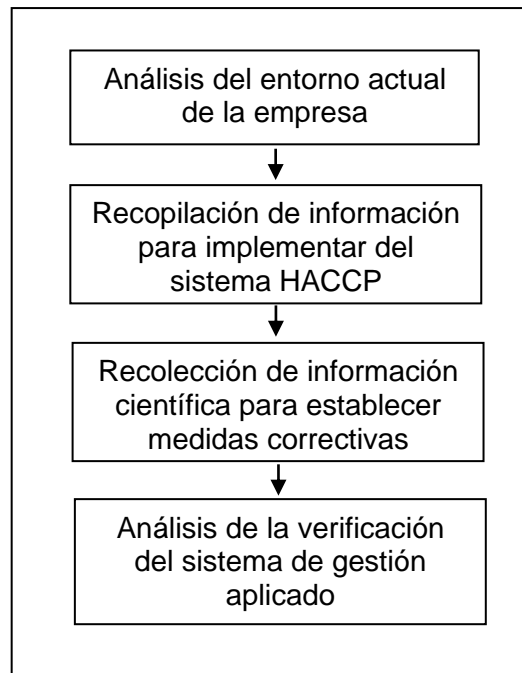 Análisis del entorno actual
de la empresa
Recopilación de información
para implementar del
sistema HACCP
Recolección de información
científica para establecer
medidas correctivas
Análisis de la verificación
del sistema de gestión
aplicado